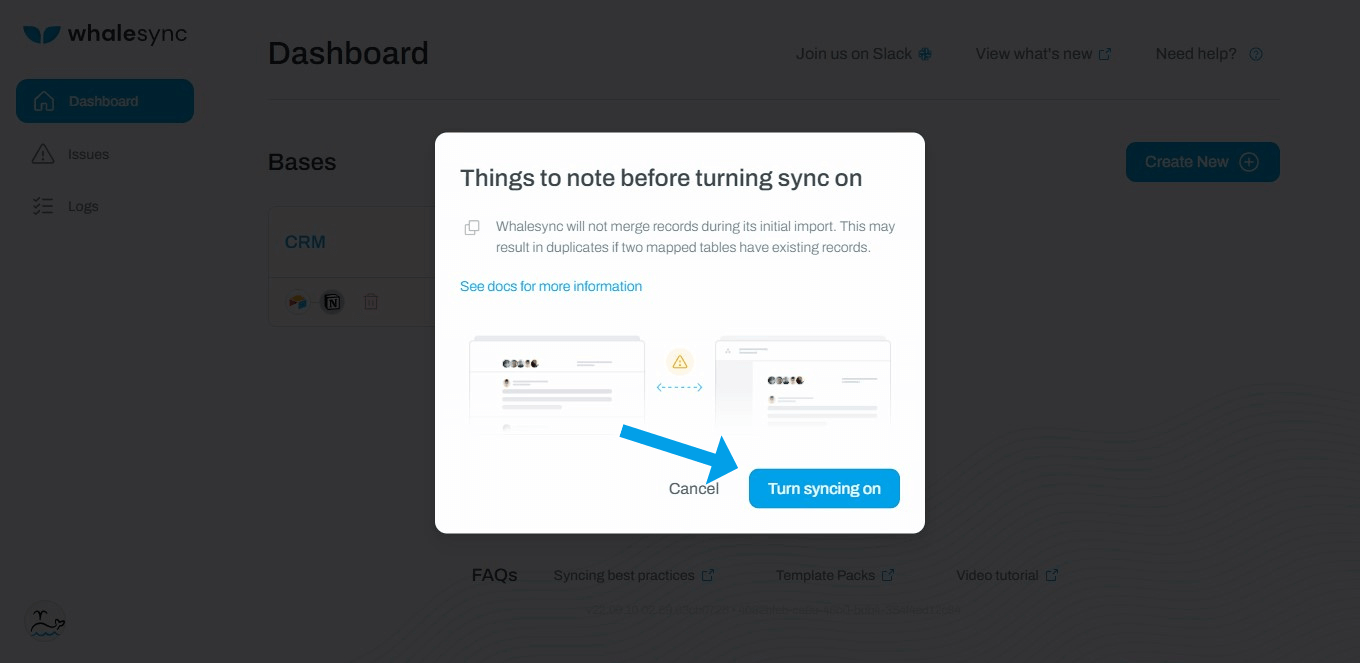 whalesync
Dashboard
Join us on Slack
View what's new
Need help?
Dashboard
Issues
Logs
Bases
Create New
CRM
Things to note before turning sync on
Whalesync will not merge records during its initial import. This may
result in duplicates if two mapped tables have existing records.
See docs for more information
Cancel
Turn syncing on
FAQs
Syncing best practices
Template Packs
Video tutorial